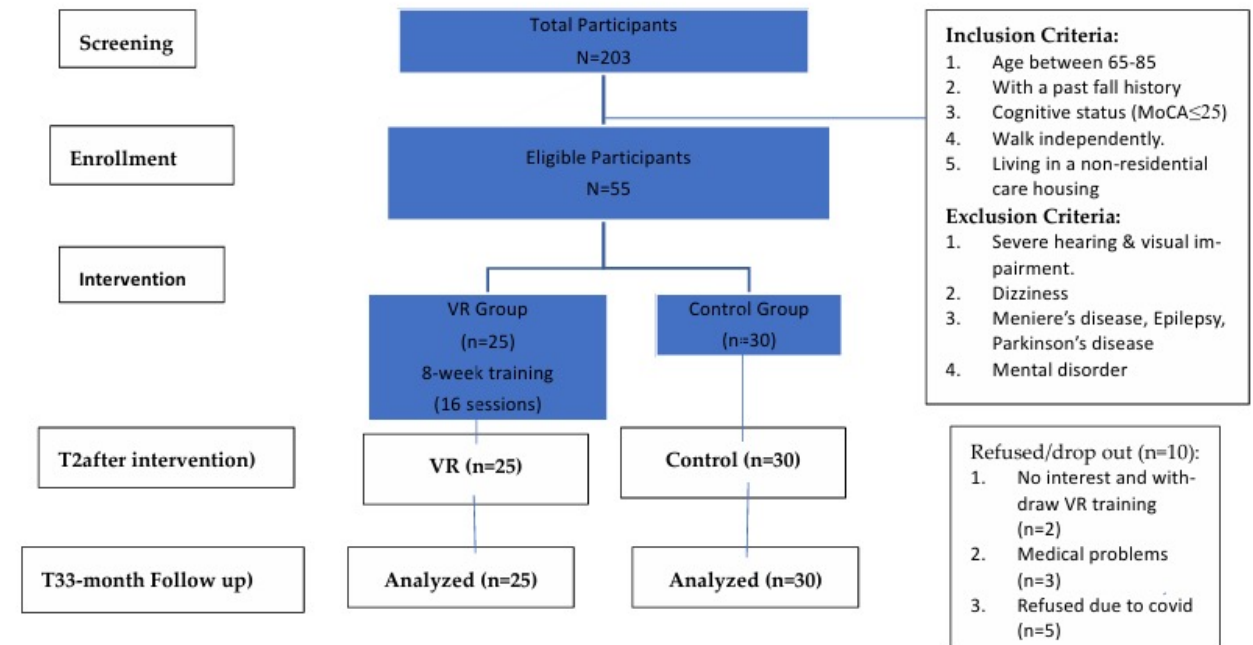 Screening
Total Participants
N=203
Enrollment
Eligible Participants
N=55
Intervention
VR Group
(n=25)
8-week training
(16 sessions)
Control Group
(n=30)
T2after intervention)
VR (n=25)
Control (n=30)
T33-month Follow up)
Analyzed (n=25)
Analyzed (n=30)
Inclusion Criteria:
1. Age between 65-85
2. With a past fall history
3. Cognitive status (MoCA≤25)
4. Walk independently.
5. Living in a non-residential
care housing
Exclusion Criteria:
1. Severe hearing & visual im-
pairment.
2. Dizziness
3. Meniere's disease, Epilepsy,
Parkinson's disease
4. Mental disorder
Refused/drop out (n=10):
1. No interest and with-
draw VR training
(n=2)
2. Medical problems
(n=3)
3. Refused due to covid
(n=5)